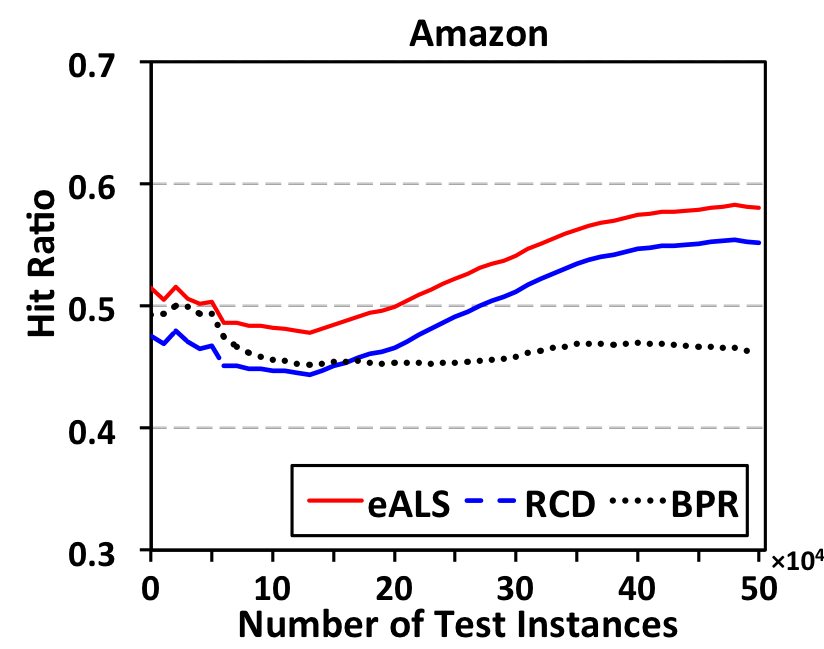 Amazon
0.7
0.6
0.5
0.4
0.3
Hit Ratio
eALS RCD BPR
0 10 20 30 40 50
×10⁴
Number of Test Instances